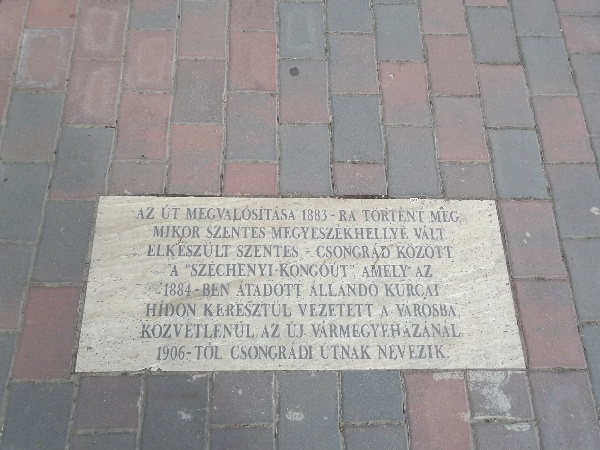 AZ ÚT MEGVALÓSÍTÁSA 1883-RA TÖRTÉNT MEG,
MIKOR SZENTES MEGYESZÉKHELLYÉ VÁLT.
ELKÉSZÜLT SZENTES - CSONGRÁD KÖZÖTT
A "SZÉCHENYI-KONGÓÚT", AMELY AZ
1884-BEN ÁTADOTT ÁLLANDÓ KURCAI
HÍDON KERESZTÜL VEZETETT A VÁROSBA,
KÖZVETLENÜL AZ ÚJ VÁRMEGYEHÁZÁNÁL.
1906-TÓL CSONGRÁDI ÚTNAK NEVEZIK.